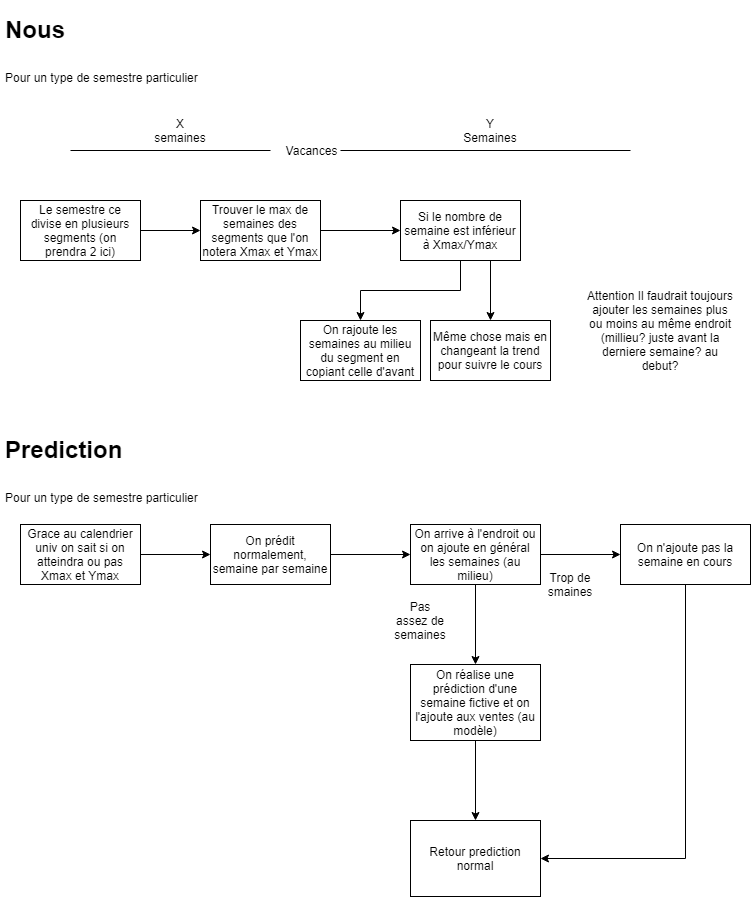 Nous
Pour un type de semestre particulier
X
semaines
Y
Semaines
Vacances
Le semestre ce
divise en plusieurs
segments (on
prendra 2 ici)
Trouver le max de
semaines des
segments que l'on
notera Xmax et Ymax
Si le nombre de
semaine est inférieur
à Xmax/Ymax
On rajoute les
semaines au milieu
du segment en
copiant celle d'avant
Même chose mais en
changeant la trend
pour suivre le cours
Attention Il faudrait toujours
ajouter les semaines plus
ou moins au même endroit
(millieu? juste avant la
derniere semaine? au
debut?
Prediction
Pour un type de semestre particulier
Grace au calendrier
univ on sait si on
atteindra ou pas
Xmax et Ymax
On prédit
normalement,
semaine par semaine
On arrive à l'endroit ou
on ajoute en général
les semaines (au
milieu)
Trop de
smaines
On n'ajoute pas la
semaine en cours
Pas
assez de
semaines
On réalise une
prédiction d'une
semaine fictive et on
l'ajoute aux ventes (au
modèle)
Retour prediction
normal